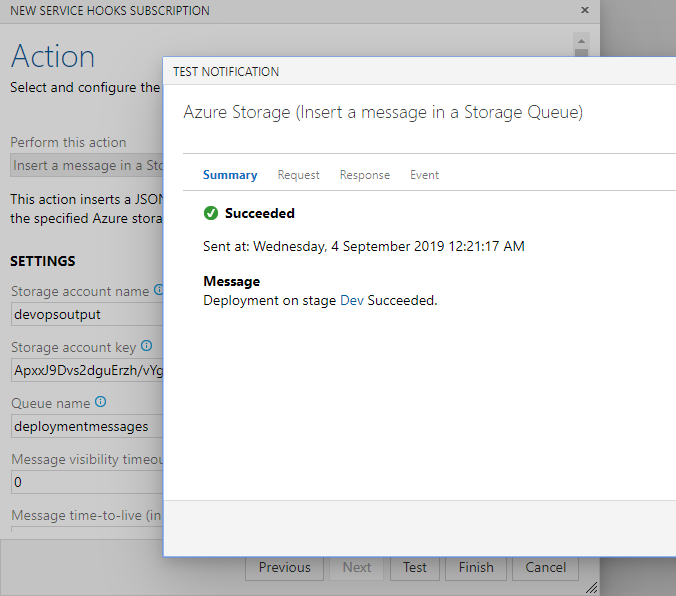 NEW SERVICE HOOKS SUBSCRIPTION
Action
Select and configure the
Perform this action
Insert a message in a Sto
This action inserts a JSON
the specified Azure stora
SETTINGS
Storage account name
devopsoutput
Storage account key
ApxxJ9Dvs2dguErzh/vYg
Queue name
deploymentmessages
Message visibility timeou
0
Message time-to-live (in
TEST NOTIFICATION
Azure Storage (Insert a message in a Storage Queue)
Summary Request Response Event
Succeeded
Sent at: Wednesday, 4 September 2019 12:21:17 AM
Message
Deployment on stage Dev Succeeded.
Previous Next Test Finish Cancel